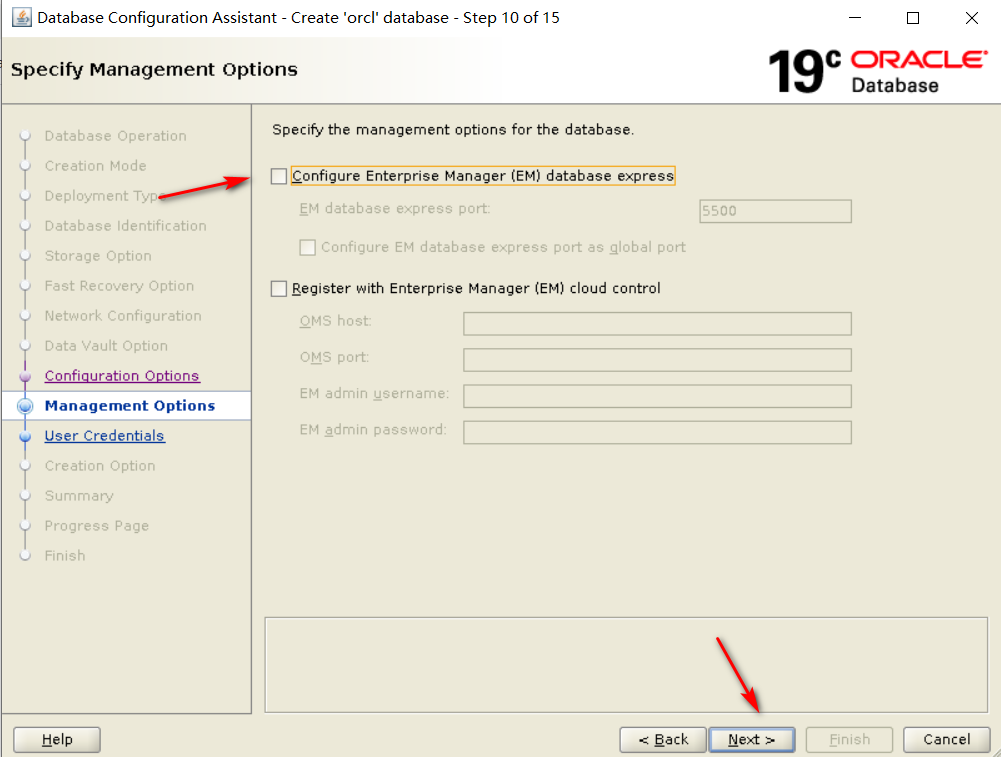 Database Configuration Assistant - Create 'orcl' database - Step 10 of 15
Specify Management Options
19c ORACLE
Database
Database Operation
Creation Mode
Deployment Typ
Database Identification
Storage Option
Fast Recovery Option
Network Configuration
Data Vault Option
Configuration Options
Management Options
User Credentials
Creation Option
Summary
Progress Page
Finish
Specify the management options for the database.
Configure Enterprise Manager (EM) database express
EM database express port: 5500
Configure EM database express port as global port
Register with Enterprise Manager (EM) cloud control
OMS host:
OMS port:
EM admin username:
EM admin password:
Help < Back Next > Finish Cancel